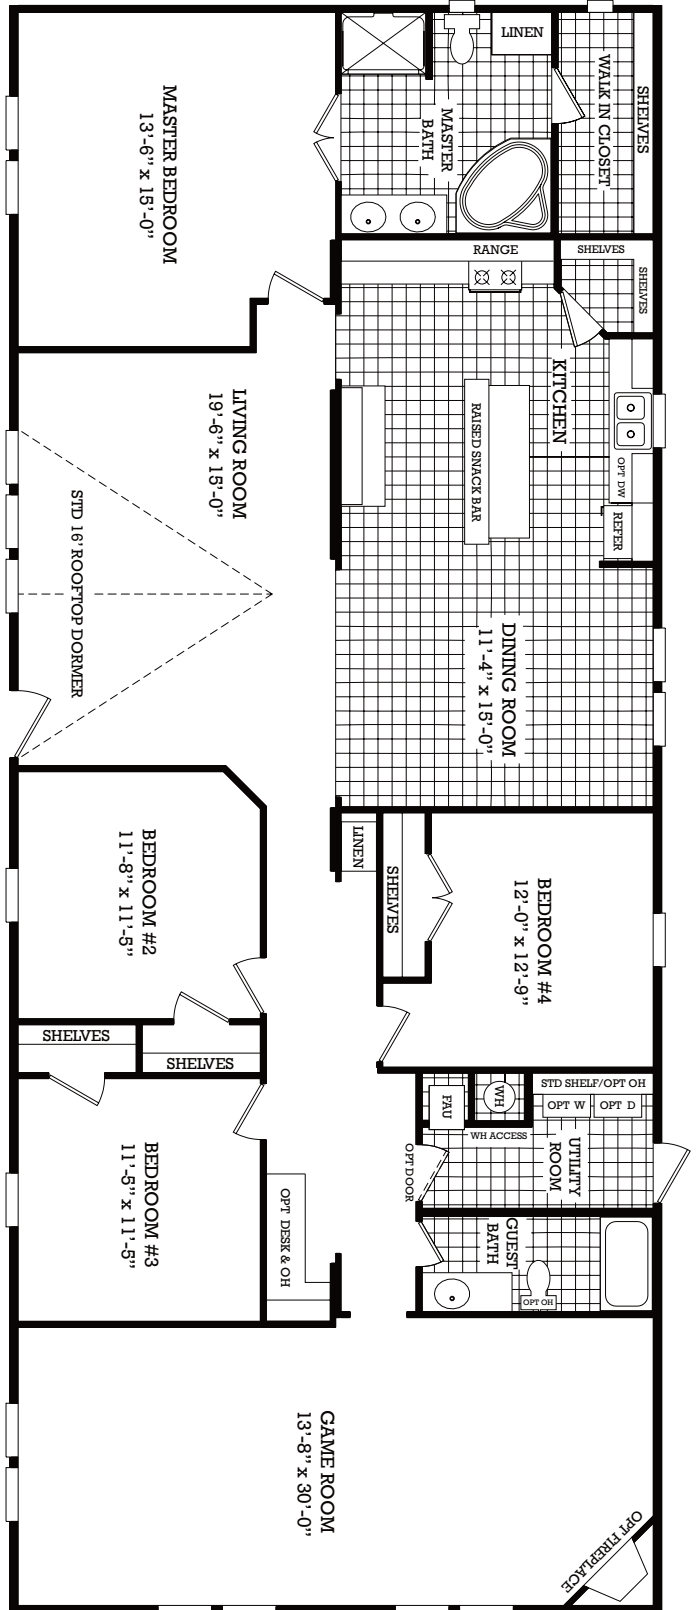 LINEN
SHELVES
WALK IN CLOSET
MASTER
BATH
MASTER BEDROOM
13'-6" x 15'-0"
RANGE
SHELVES
SHELVES
KITCHEN
LIVING ROOM
19'-6" x 15'-0"
RAISED SNACK BAR
OPT DW
REFER
STD 16' ROOFTOP DORMER
DINING ROOM
11'-4" x 15'-0"
LINEN
SHELVES
BEDROOM #2
11'-8" x 11'-5"
BEDROOM #4
12'-0" x 12'-9"
SHELVES
SHELVES
STD SHELF/OPT OH
FAU
WH
OPT W
OPT D
WH ACCESS
UTILITY
ROOM
OPT DOOR
BEDROOM #3
11'-5" x 11'-5"
OPT DESK & OH
GUEST
BATH
OPT OH
GAME ROOM
13'-8" x 30'-0"
OPT FIREPLACE